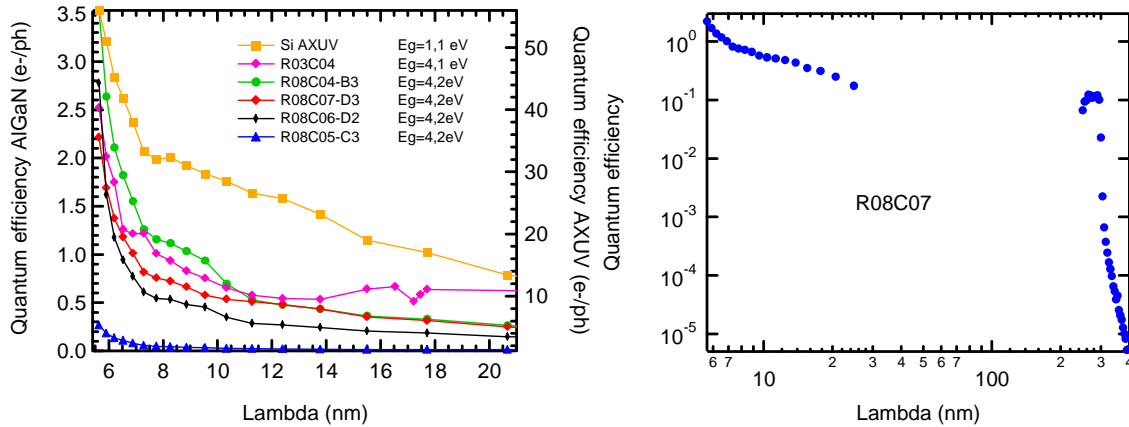 Quantum efficiency AlGaN (e-/ph)
3.5
3.0
2.5
2.0
1.5
1.0
0.5
0.0
Si AXUV Eg=1,1 eV
R03C04 Eg=4,1 eV
R08C04-B3 Eg=4,2eV
R08C07-D3 Eg=4,2eV
R08C06-D2 Eg=4,2eV
R08C05-C3 Eg=4,2eV
50
40
30
20
10
0
Quantum efficiency AXUV (e-/ph)
6 8 10 12 14 16 18 20
Lambda (nm)
Quantum efficiency
10^0
10^-1
10^-2
10^-3
10^-4
10^-5
R08C07
6 7 2 3 4 5 6 7 2 3 4
10 100
Lambda (nm)